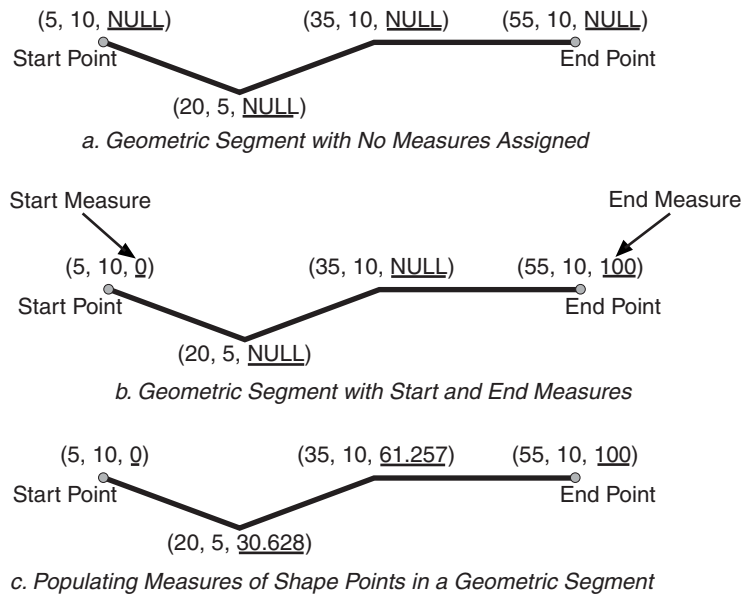 (5, 10, NULL) (35, 10, NULL) (55, 10, NULL)
Start Point End Point
(20, 5, NULL)
a. Geometric Segment with No Measures Assigned
Start Measure End Measure
(5, 10, 0) (35, 10, NULL) (55, 10, 100)
Start Point End Point
(20, 5, NULL)
b. Geometric Segment with Start and End Measures
(5, 10, 0) (35, 10, 61.257) (55, 10, 100)
Start Point End Point
(20, 5, 30.628)
c. Populating Measures of Shape Points in a Geometric Segment